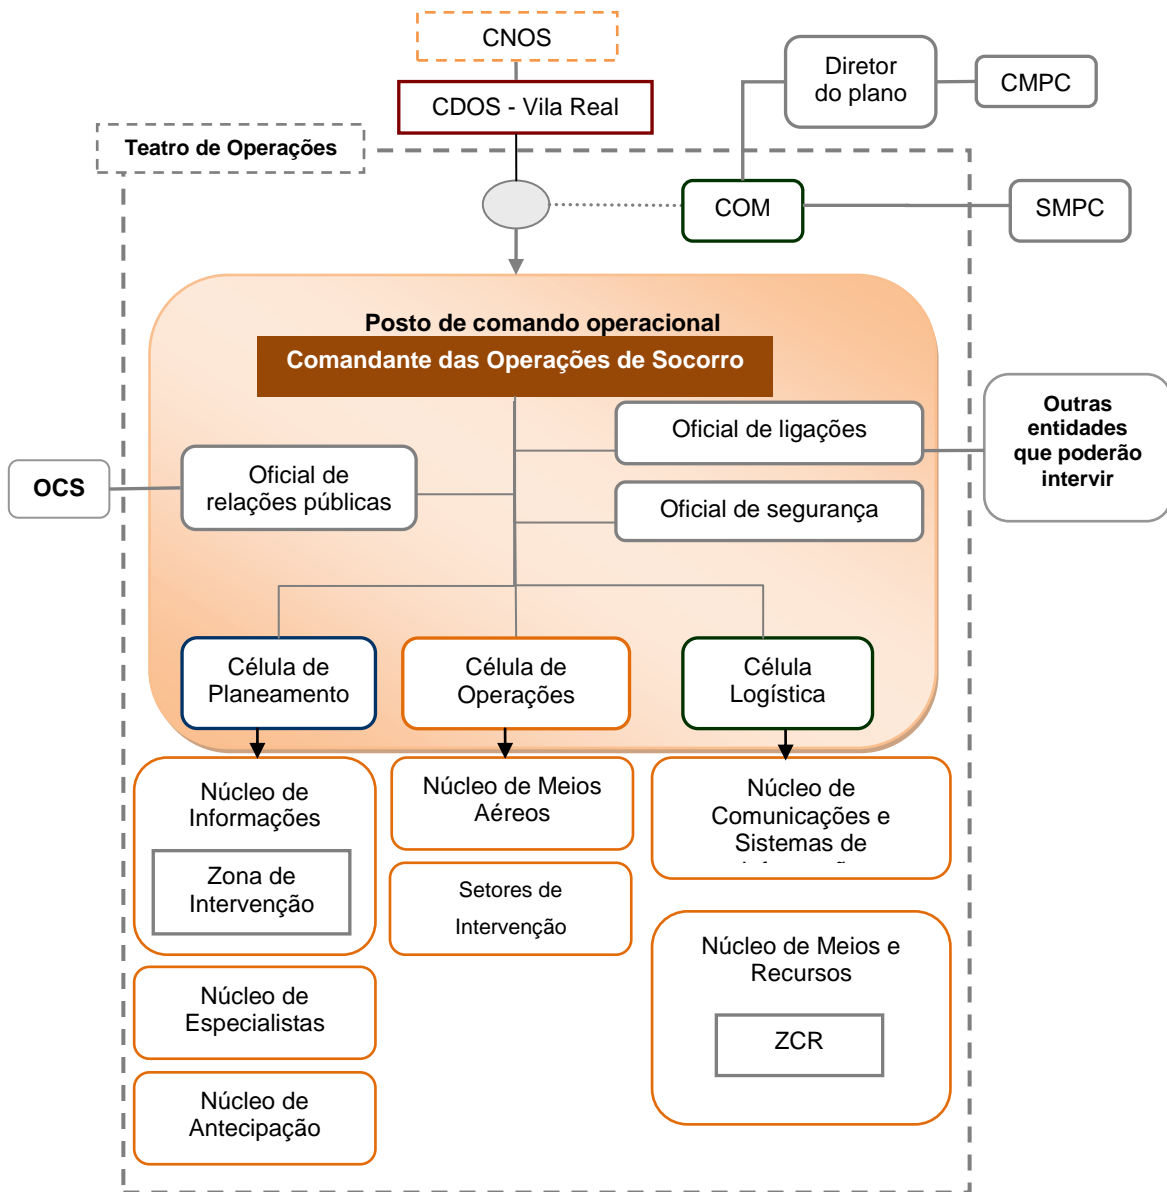 CNOS
Diretor
do plano
CMPC
CDOS - Vila Real
Teatro de Operações
COM
SMPC
Posto de comando operacional
Comandante das Operações de Socorro
Oficial de ligações
Outras
entidades
que poderão
intervir
OCS
Oficial de
relações públicas
Oficial de segurança
Célula de
Planeamento
Célula de
Operações
Célula
Logística
Núcleo de
Informações
Zona de
Intervenção
Núcleo de Meios
Aéreos
Setores de
Intervenção
Núcleo de
Comunicações e
Sistemas de
Núcleo de Meios e
Recursos
ZCR
Núcleo de
Especialistas
Núcleo de
Antecipação